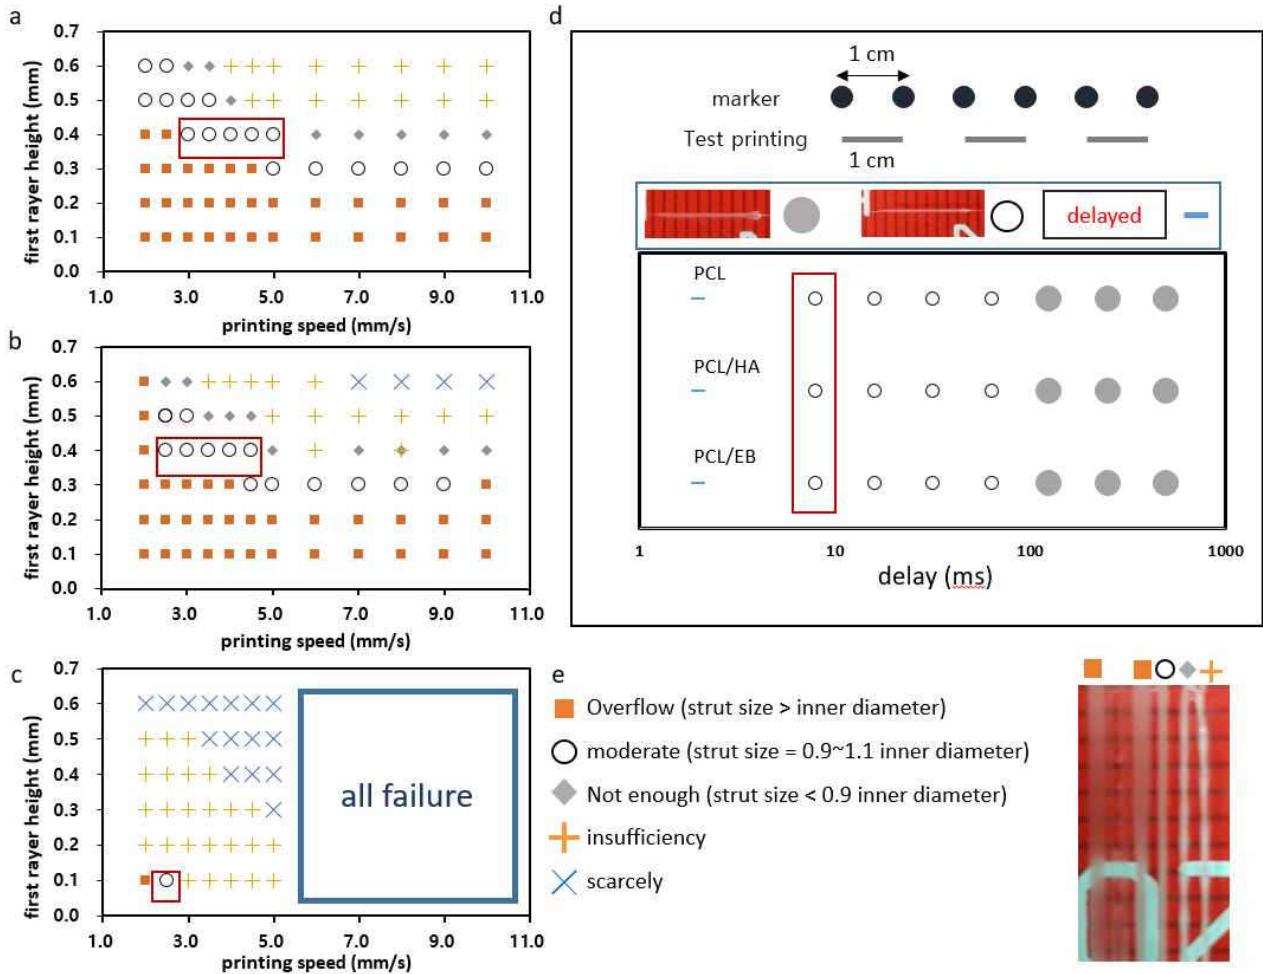 a
0.7
0.6
0.5
0.4
0.3
0.2
0.1
0.0
1.0 3.0 5.0 7.0 9.0 11.0
first rayer height (mm)
printing speed (mm/s)
b
0.7
0.6
0.5
0.4
0.3
0.2
0.1
0.0
1.0 3.0 5.0 7.0 9.0 11.0
first rayer height (mm)
printing speed (mm/s)
c
0.7
0.6
0.5
0.4
0.3
0.2
0.1
0.0
1.0 3.0 5.0 7.0 9.0 11.0
first rayer height (mm)
printing speed (mm/s)
all failure
d
1 cm
marker
Test printing
1 cm
delayed
PCL
PCL/HA
PCL/EB
1 10 100 1000
delay (ms)
e
Overflow (strut size > inner diameter)
moderate (strut size = 0.9~1.1 inner diameter)
Not enough (strut size < 0.9 inner diameter)
insufficiency
scarcely